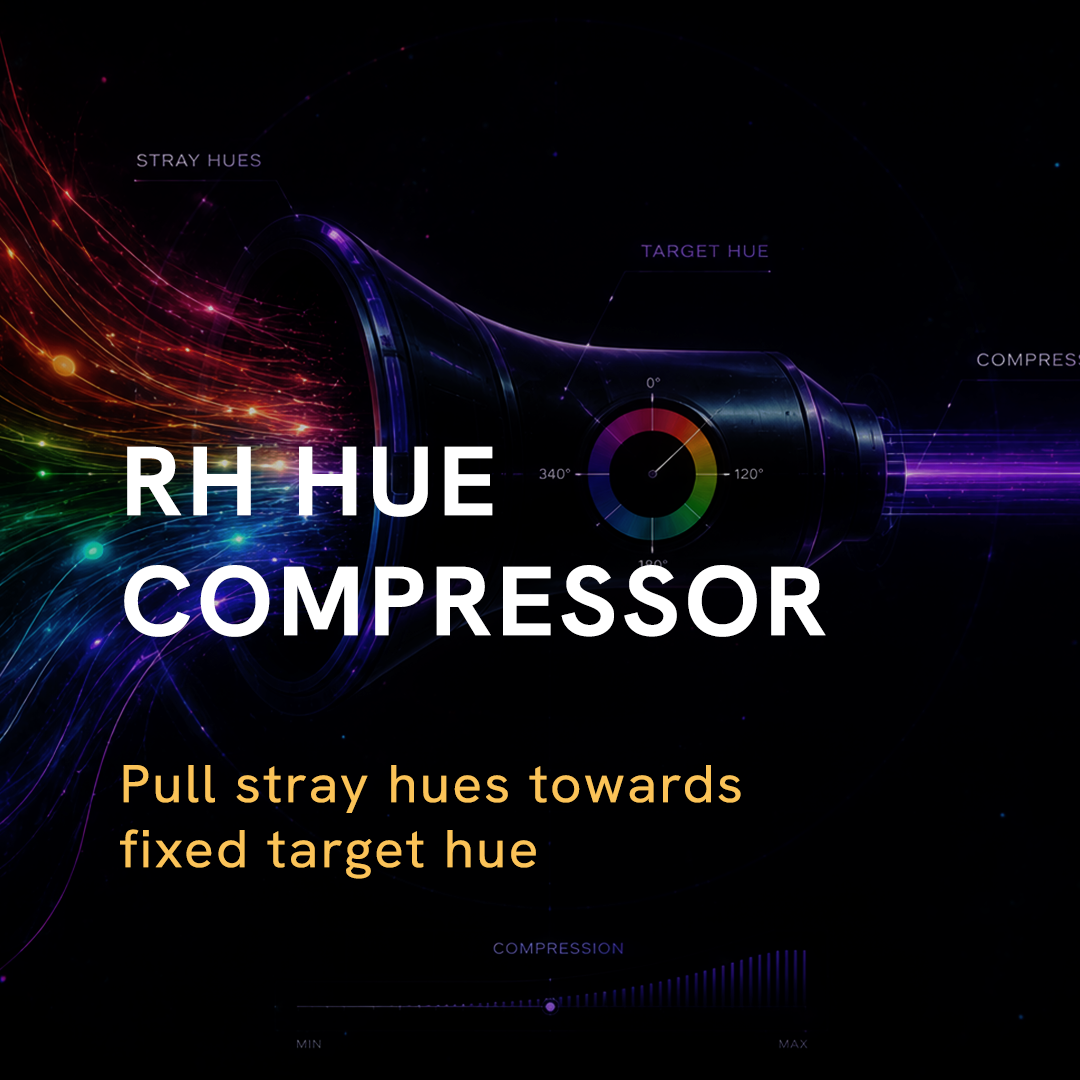 STRAY HUES
TARGET HUE
COMPRESS
0°
340°
120°
180°
RH HUE
COMPRESSOR
Pull stray hues towards
fixed target hue
COMPRESSION
MIN
MAX